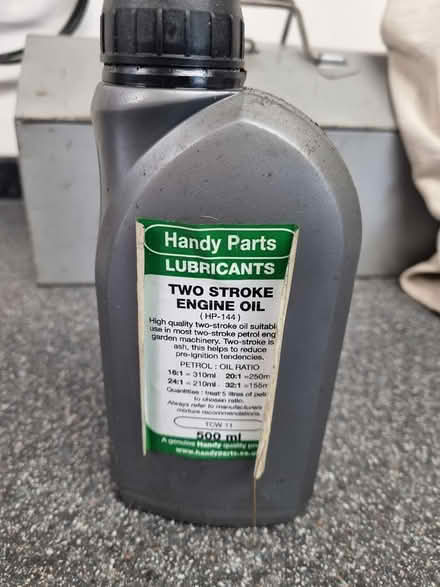 Handy Parts
LUBRICANTS
TWO STROKE
ENGINE OIL
( HP-144 )
High quality two-stroke oil suitabl
use in most two-stroke petrol eng
garden machinery. Two-stroke is
ash, this helps to reduce
pre-ignition tendencies.
PETROL : OIL RATIO
16:1 = 310ml 20:1 =250m
24:1 = 210ml 32:1 =155m
Quantities : treat 5 litres of petr
to chosen ratio.
Always refer to manufacturers
mixture recommendations.
TCW 11
500 ml
A genuine Handy quality pro
www.handyparts.co.u